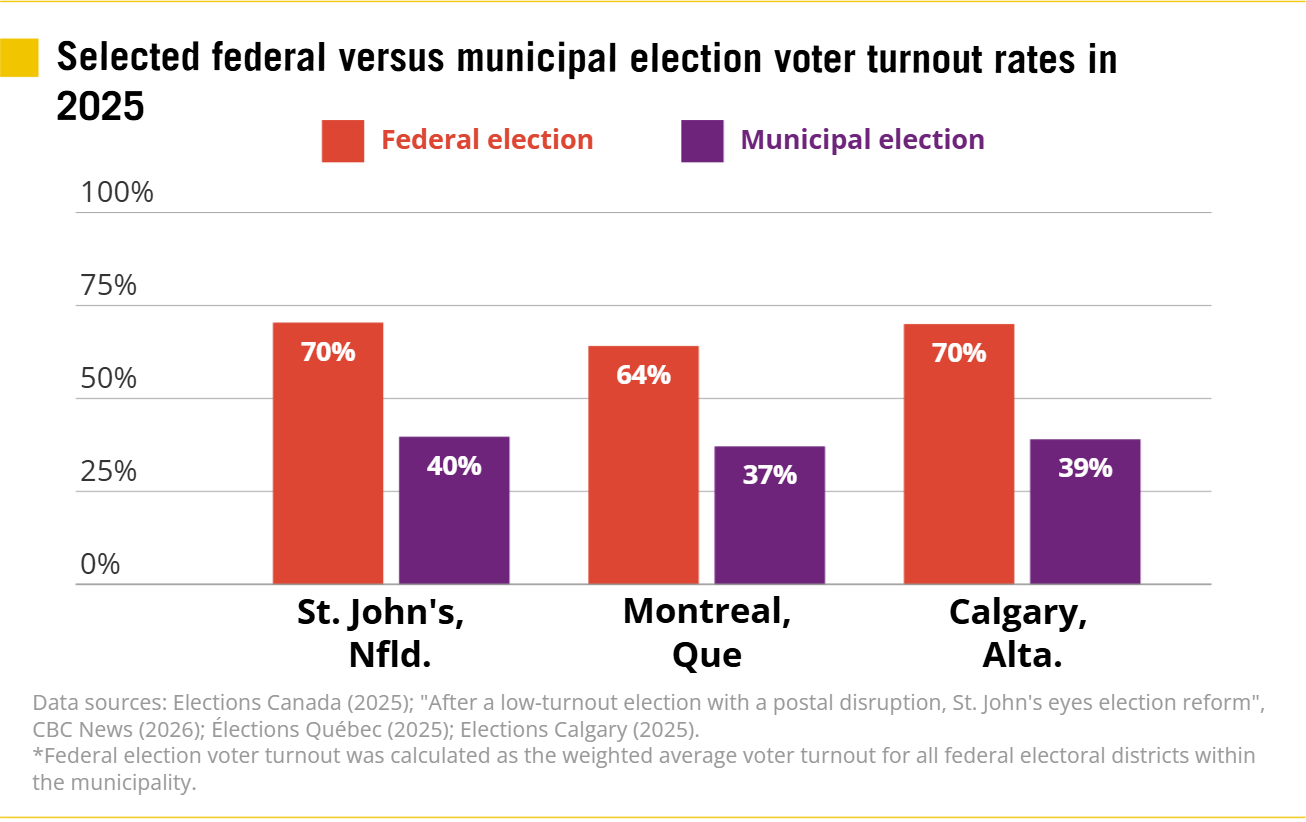 Selected federal versus municipal election voter turnout rates in
2025
Federal election
Municipal election
100%
75%
50%
25%
0%
70%
40%
64%
37%
70%
39%
St. John's,
Nfld.
Montreal,
Que
Calgary,
Alta.
Data sources: Elections Canada (2025); "After a low-turnout election with a postal disruption, St. John's eyes election reform",
CBC News (2026); Élections Québec (2025); Elections Calgary (2025).
*Federal election voter turnout was calculated as the weighted average voter turnout for all federal electoral districts within
the municipality.